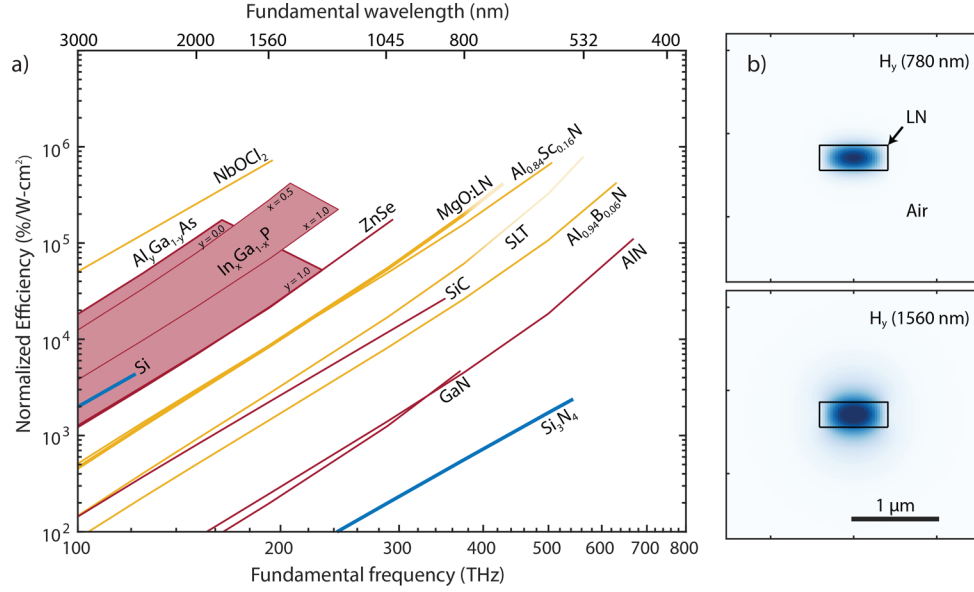 Fundamental wavelength (nm)
3000 2000 1560 1045 800 532 400
a)
Normalized Efficiency (%/W-cm²)
10⁶
10⁵
10⁴
10³
10²
NbOCl₂
AlyGa₁₋yAs
y = 0.0
x = 0.5
InₓGa₁₋ₓP
x = 1.0
y = 1.0
ZnSe
MgO:LN
Al₀.₈₄Sc₀.₁₆N
SLT
Al₀.₉₄B₀.₀₆N
AlN
SiC
Si
GaN
Si₃N₄
100 200 300 400 500 600 700 800
Fundamental frequency (THz)
b)
Hy (780 nm)
LN
Air
Hy (1560 nm)
1 μm